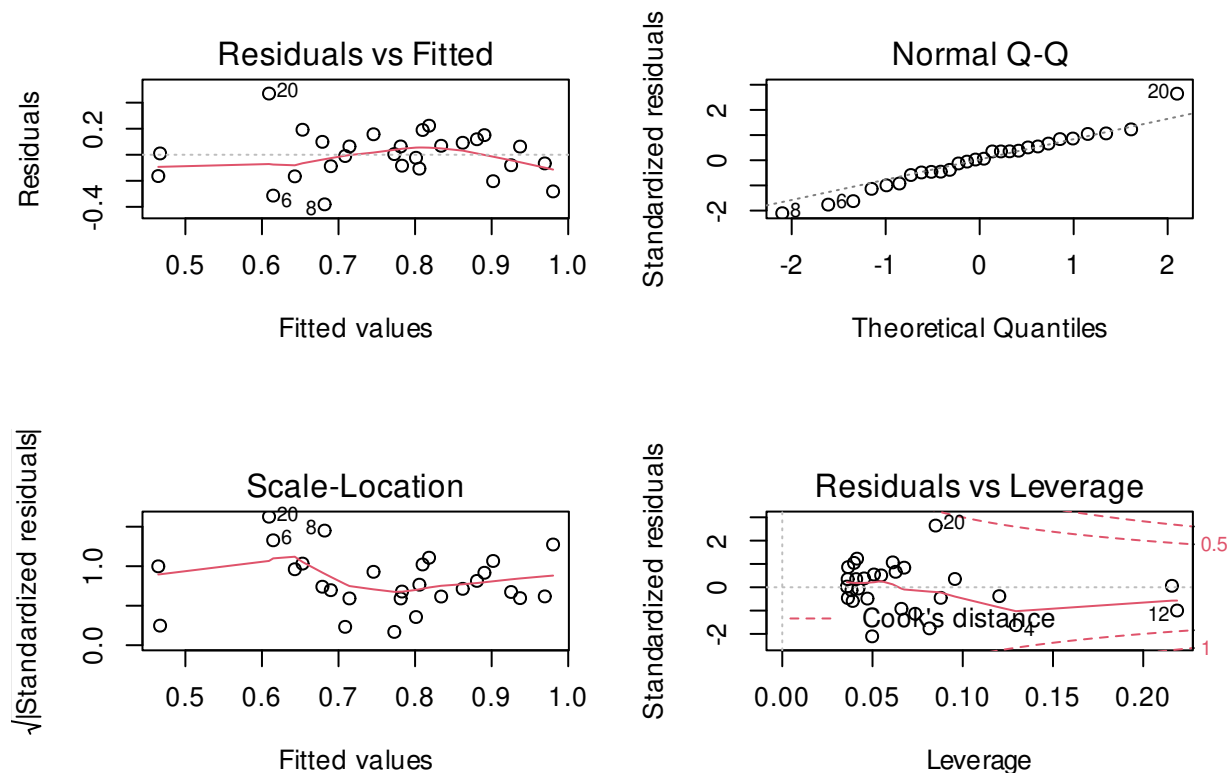 Residuals vs Fitted
Residuals
0.2
-0.4
20
6
8
0.5 0.6 0.7 0.8 0.9 1.0
Fitted values
Normal Q-Q
Standardized residuals
2
0
-2
20
8
6
-2 -1 0 1 2
Theoretical Quantiles
Scale-Location
√|Standardized residuals|
1.0
0.0
20
8
6
0.5 0.6 0.7 0.8 0.9 1.0
Fitted values
Residuals vs Leverage
Standardized residuals
2
0
-2
20
0.5
12
Cook's distance
4
1
0.00 0.05 0.10 0.15 0.20
Leverage